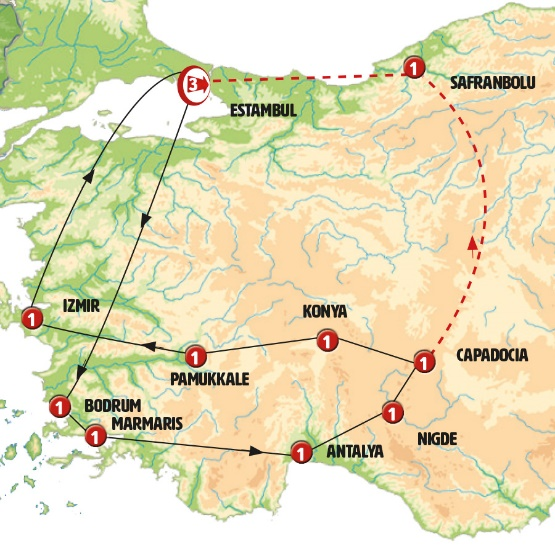 3
ESTAMBUL
1
SAFRANBOLU
IZMIR
1
KONYA
1
1
PAMUKKALE
1
CAPADOCIA
1
BODRUM
1
MARMARIS
1
NIGDE
1
ANTALYA